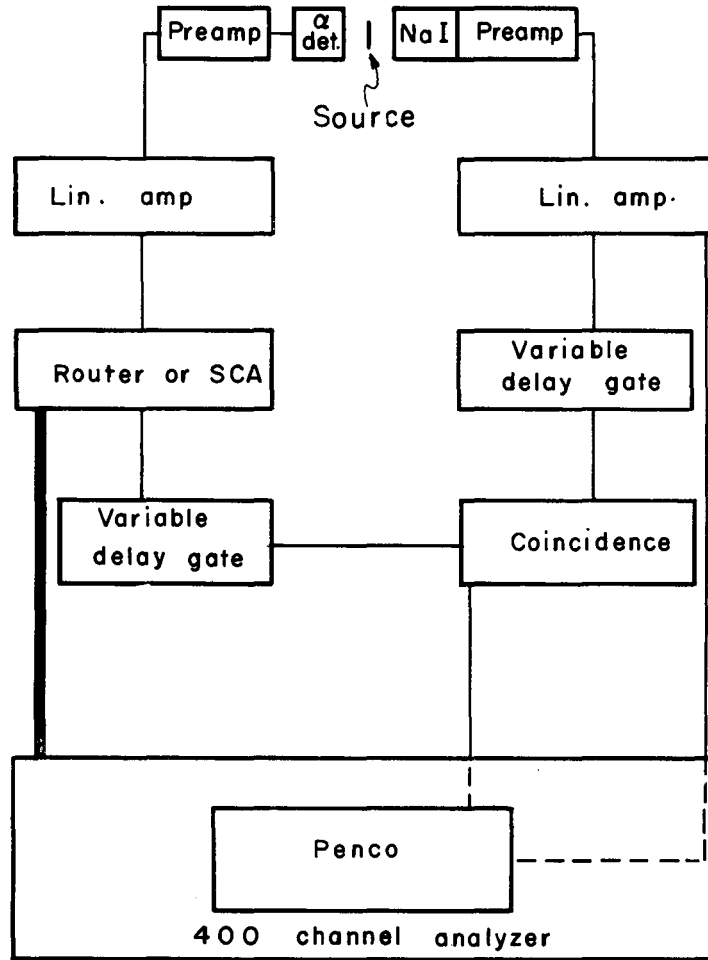 Preamp
α
det.
NaI
Preamp
Source
Lin. amp
Lin. amp.
Router or SCA
Variable
delay gate
Variable
delay gate
Coincidence
Penco
400 channel analyzer